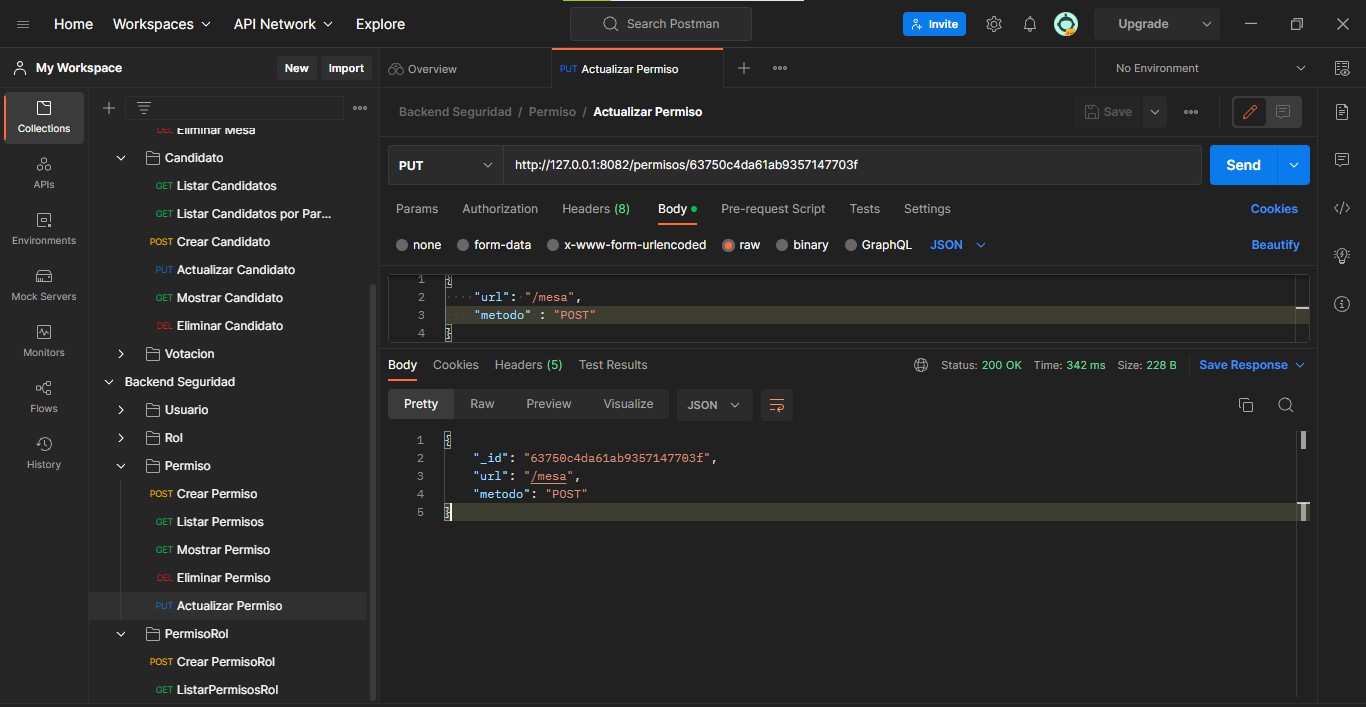 Home Workspaces API Network Explore Search Postman Invite Upgrade
My Workspace New Import Overview PUT Actualizar Permiso No Environment
Collections
APIs
Environments
Mock Servers
Monitors
Flows
History
DEL Eliminar Mesa
Candidato
GET Listar Candidatos
GET Listar Candidatos por Par...
POST Crear Candidato
PUT Actualizar Candidato
GET Mostrar Candidato
DEL Eliminar Candidato
Votacion
Backend Seguridad
Usuario
Rol
Permiso
POST Crear Permiso
GET Listar Permisos
GET Mostrar Permiso
DEL Eliminar Permiso
PUT Actualizar Permiso
PermisoRol
POST Crear PermisoRol
GET ListarPermisosRol
Backend Seguridad / Permiso / Actualizar Permiso Save
PUT http://127.0.0.1:8082/permisos/63750c4da61ab9357147703f Send
Params Authorization Headers (8) Body Pre-request Script Tests Settings Cookies
none form-data x-www-form-urlencoded raw binary GraphQL JSON Beautify
1 {
2 "url": "/mesa",
3 "metodo" : "POST"
4 }
Body Cookies Headers (5) Test Results Status: 200 OK Time: 342 ms Size: 228 B Save Response
Pretty Raw Preview Visualize JSON
1 {
2 "_id": "63750c4da61ab9357147703f",
3 "url": "/mesa",
4 "metodo": "POST"
5 }